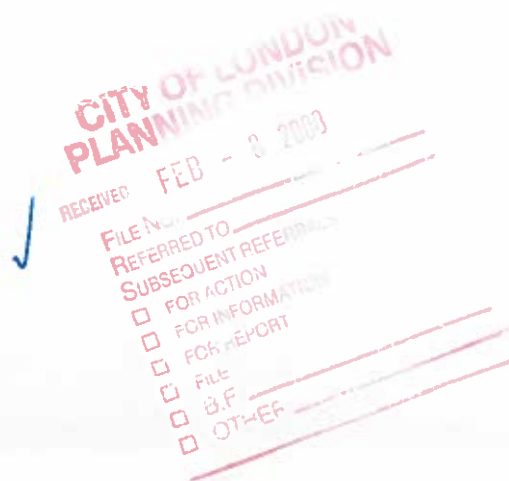 CITY OF LONDON
PLANNING DIVISION
RECEIVED FEB - 8 2000
FILE No.
REFERRED TO
SUBSEQUENT REFERRALS
□ FOR ACTION
□ FOR INFORMATION
□ FOR REPORT
□ FILE
□ B.F.
□ OTHER